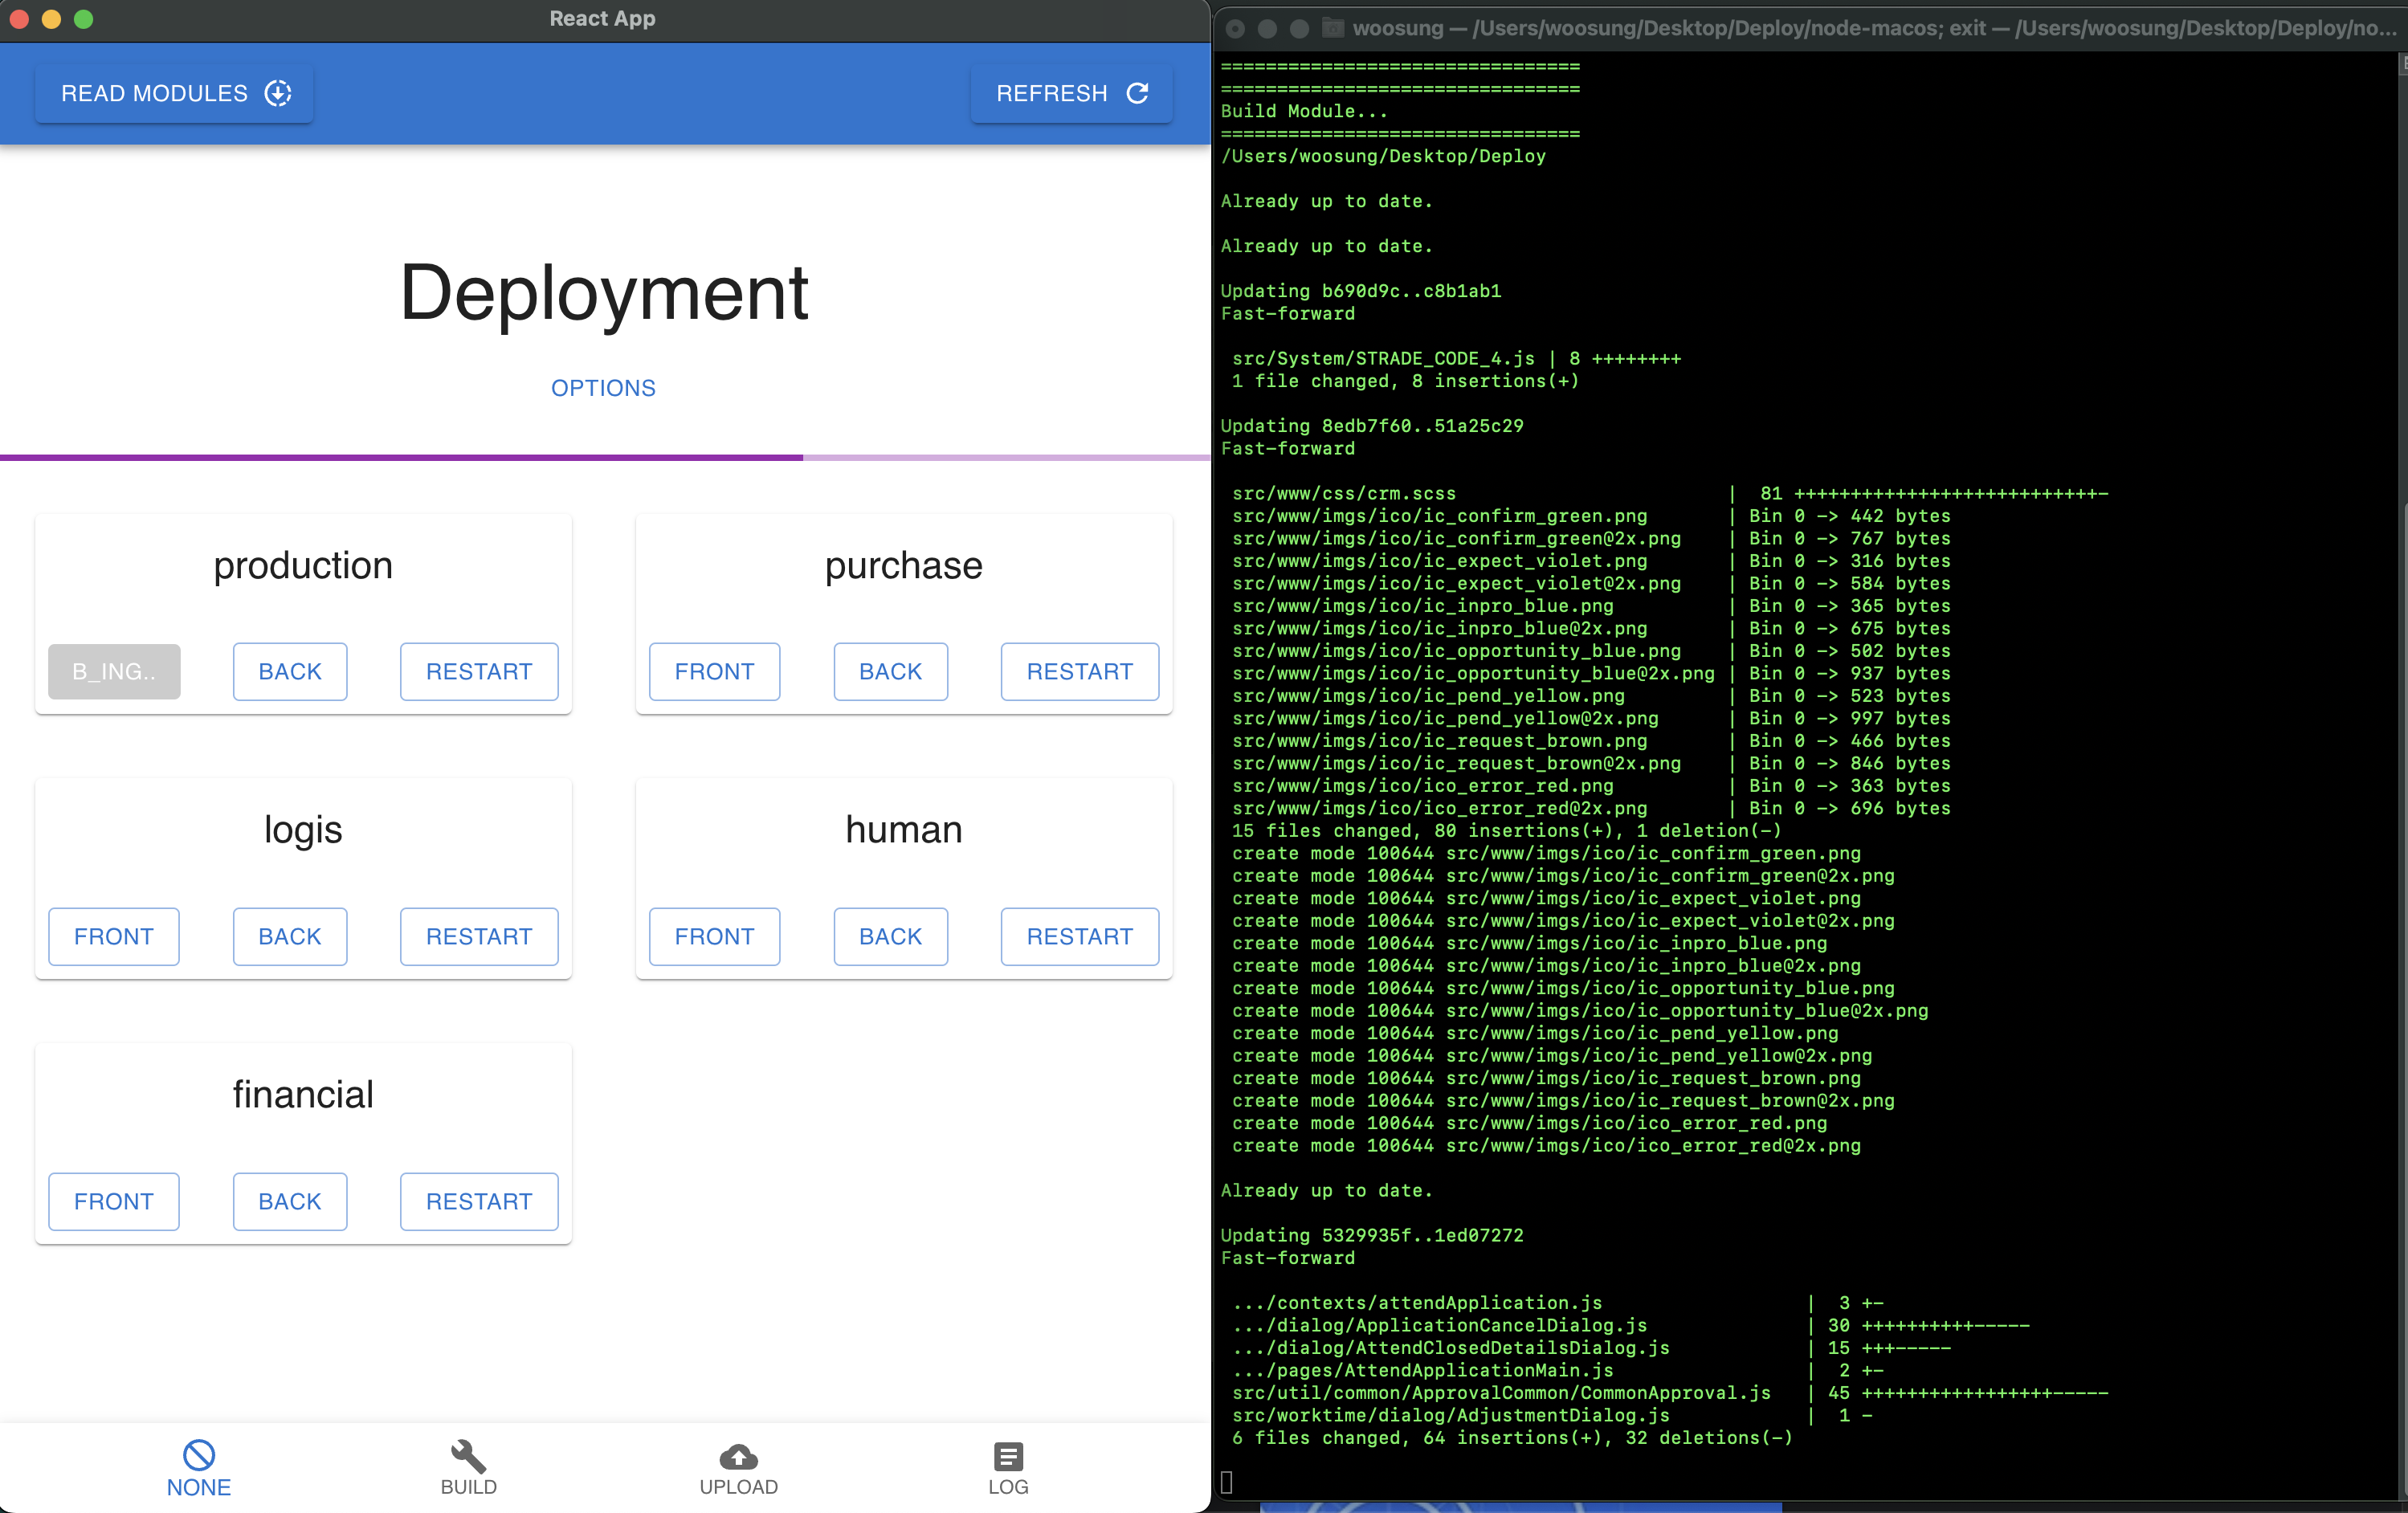 React App
READ MODULES
REFRESH
Deployment
OPTIONS
production
B_ING..
BACK
RESTART
purchase
FRONT
BACK
RESTART
logis
FRONT
BACK
RESTART
human
FRONT
BACK
RESTART
financial
FRONT
BACK
RESTART
NONE
BUILD
UPLOAD
LOG
woosung — /Users/woosung/Desktop/Deploy/node-macos; exit — /Users/woosung/Desktop/Deploy/no...
================================
================================
Build Module...
================================
/Users/woosung/Desktop/Deploy
Already up to date.
Already up to date.
Updating b690d9c..c8b1ab1
Fast-forward
src/System/STRADE_CODE_4.js | 8 ++++++++
1 file changed, 8 insertions(+)
Updating 8edb7f60..51a25c29
Fast-forward
src/www/css/crm.scss | 81 +++++++++++++++++++++++++++-
src/www/imgs/ico/ic_confirm_green.png | Bin 0 -> 442 bytes
src/www/imgs/ico/ic_confirm_green@2x.png | Bin 0 -> 767 bytes
src/www/imgs/ico/ic_expect_violet.png | Bin 0 -> 316 bytes
src/www/imgs/ico/ic_expect_violet@2x.png | Bin 0 -> 584 bytes
src/www/imgs/ico/ic_inpro_blue.png | Bin 0 -> 365 bytes
src/www/imgs/ico/ic_inpro_blue@2x.png | Bin 0 -> 675 bytes
src/www/imgs/ico/ic_opportunity_blue.png | Bin 0 -> 502 bytes
src/www/imgs/ico/ic_opportunity_blue@2x.png | Bin 0 -> 937 bytes
src/www/imgs/ico/ic_pend_yellow.png | Bin 0 -> 523 bytes
src/www/imgs/ico/ic_pend_yellow@2x.png | Bin 0 -> 997 bytes
src/www/imgs/ico/ic_request_brown.png | Bin 0 -> 466 bytes
src/www/imgs/ico/ic_request_brown@2x.png | Bin 0 -> 846 bytes
src/www/imgs/ico/ico_error_red.png | Bin 0 -> 363 bytes
src/www/imgs/ico/ico_error_red@2x.png | Bin 0 -> 696 bytes
15 files changed, 80 insertions(+), 1 deletion(-)
create mode 100644 src/www/imgs/ico/ic_confirm_green.png
create mode 100644 src/www/imgs/ico/ic_confirm_green@2x.png
create mode 100644 src/www/imgs/ico/ic_expect_violet.png
create mode 100644 src/www/imgs/ico/ic_expect_violet@2x.png
create mode 100644 src/www/imgs/ico/ic_inpro_blue.png
create mode 100644 src/www/imgs/ico/ic_inpro_blue@2x.png
create mode 100644 src/www/imgs/ico/ic_opportunity_blue.png
create mode 100644 src/www/imgs/ico/ic_opportunity_blue@2x.png
create mode 100644 src/www/imgs/ico/ic_pend_yellow.png
create mode 100644 src/www/imgs/ico/ic_pend_yellow@2x.png
create mode 100644 src/www/imgs/ico/ic_request_brown.png
create mode 100644 src/www/imgs/ico/ic_request_brown@2x.png
create mode 100644 src/www/imgs/ico/ico_error_red.png
create mode 100644 src/www/imgs/ico/ico_error_red@2x.png
Already up to date.
Updating 5329935f..1ed07272
Fast-forward
.../contexts/attendApplication.js | 3 +-
.../dialog/ApplicationCancelDialog.js | 30 ++++++++++-----
.../dialog/AttendClosedDetailsDialog.js | 15 +++-----
.../pages/AttendApplicationMain.js | 2 +-
src/util/common/ApprovalCommon/CommonApproval.js | 45 +++++++++++++++++-----
src/worktime/dialog/AdjustmentDialog.js | 1 -
6 files changed, 64 insertions(+), 32 deletions(-)